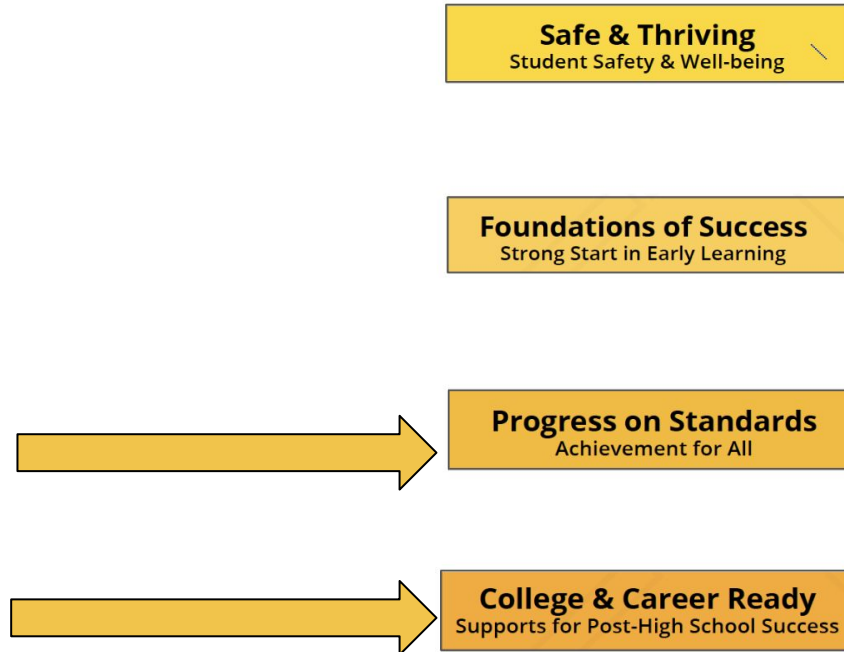 Safe & Thriving
Student Safety & Well-being
Foundations of Success
Strong Start in Early Learning
Progress on Standards
Achievement for All
College & Career Ready
Supports for Post-High School Success